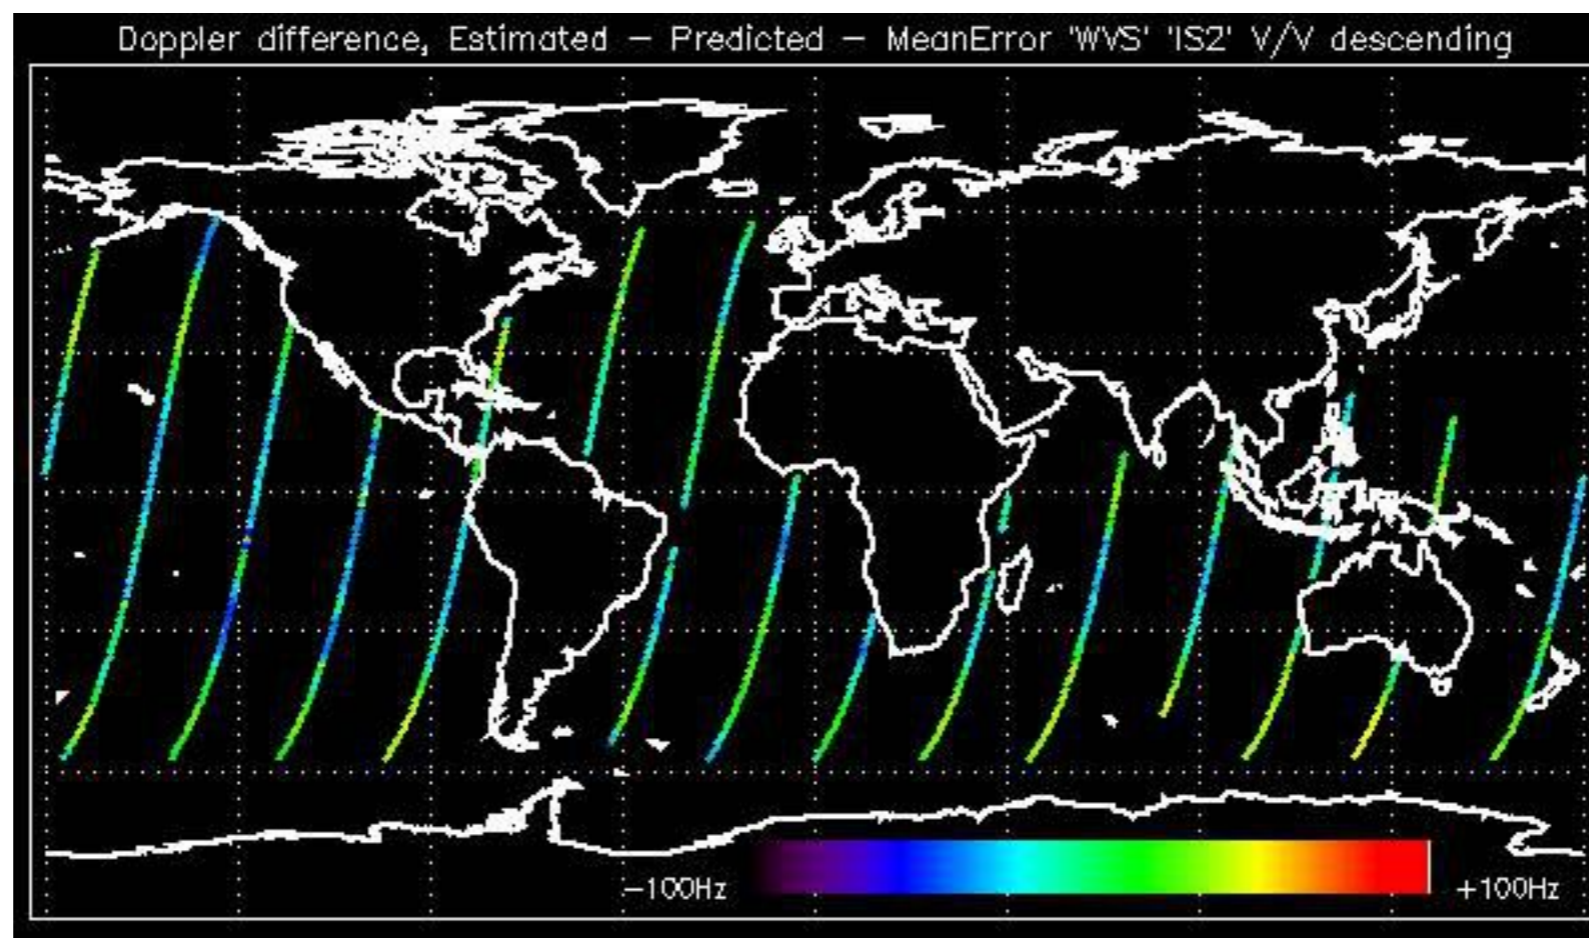 Doppler difference, Estimated – Predicted – MeanError 'WVS' 'IS2' V/V descending
–100Hz +100Hz